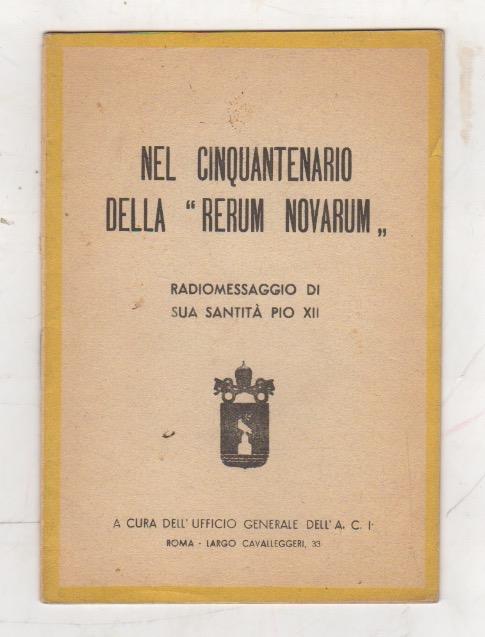 NEL CINQUANTENARIO
DELLA “ RERUM NOVARUM „
RADIOMESSAGGIO DI
SUA SANTITÀ PIO XII
A CURA DELL' UFFICIO GENERALE DELL' A. C. I.
ROMA - LARGO CAVALLEGGERI, 33